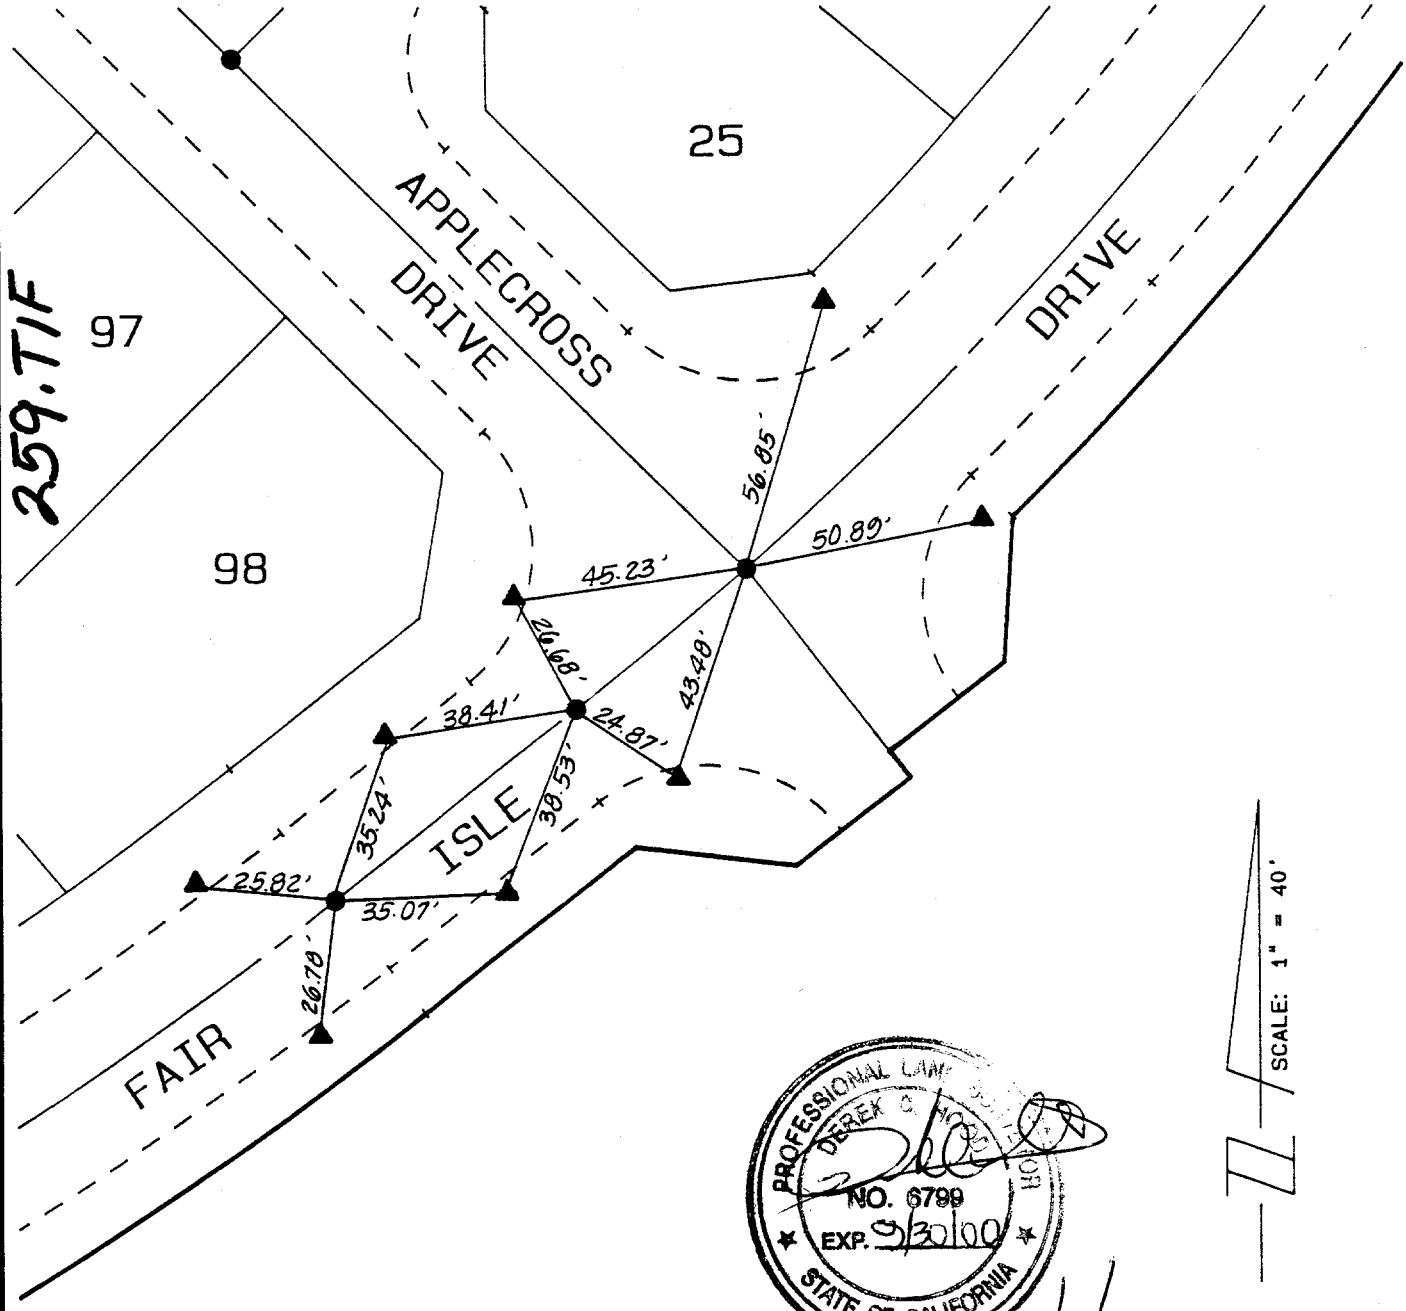 25
APPLECROSS
DRIVE
DRIVE
259.TIF
97
98
56.85'
50.89'
45.23'
26.68'
43.48'
38.41'
24.87'
38.53'
35.24'
ISLE
25.82'
35.07'
26.78'
FAIR
SCALE: 1" = 40'
PROFESSIONAL LAND
DEREK C.
NO. 6799
EXP. 9/30/00
STATE OF CALIFORNIA